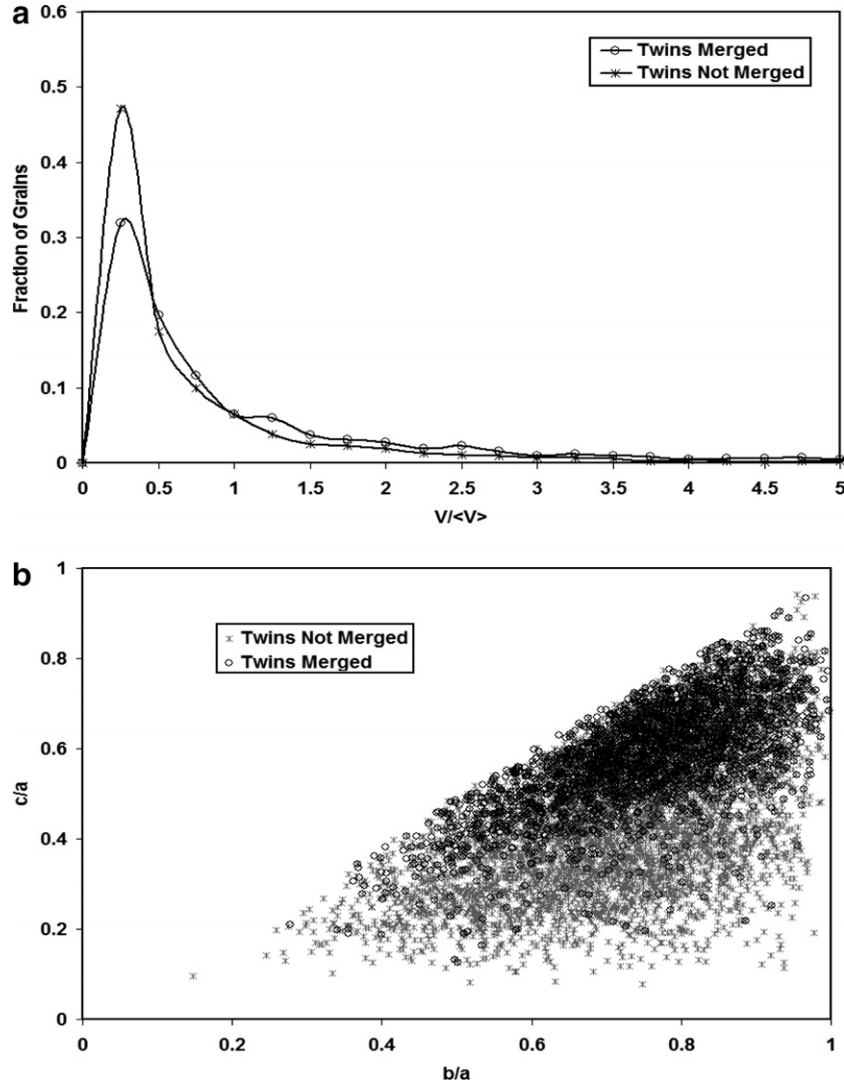 a
0.6
0.5
0.4
0.3
0.2
0.1
0
Fraction of Grains
Twins Merged
Twins Not Merged
0 0.5 1 1.5 2 2.5 3 3.5 4 4.5 5
V/<V>
b
1
0.8
0.6
0.4
0.2
0
c/a
Twins Not Merged
Twins Merged
0 0.2 0.4 0.6 0.8 1
b/a